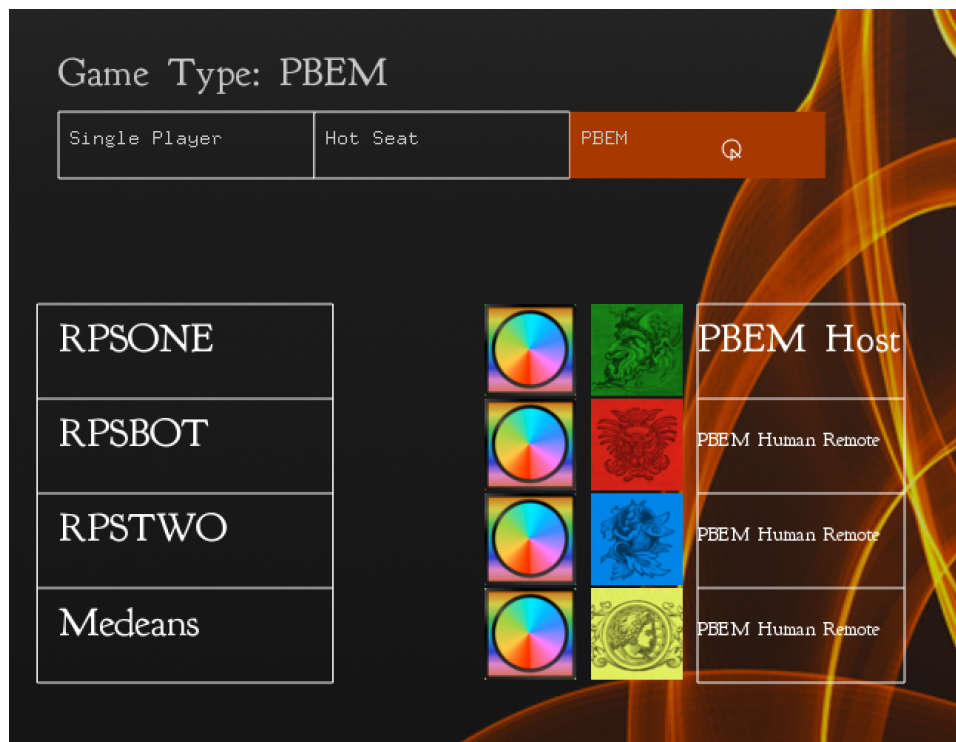 Game Type: PBEM
Single Player
Hot Seat
PBEM
RPSONE
PBEM Host
RPSBOT
PBEM Human Remote
RPSTWO
PBEM Human Remote
Medeans
PBEM Human Remote